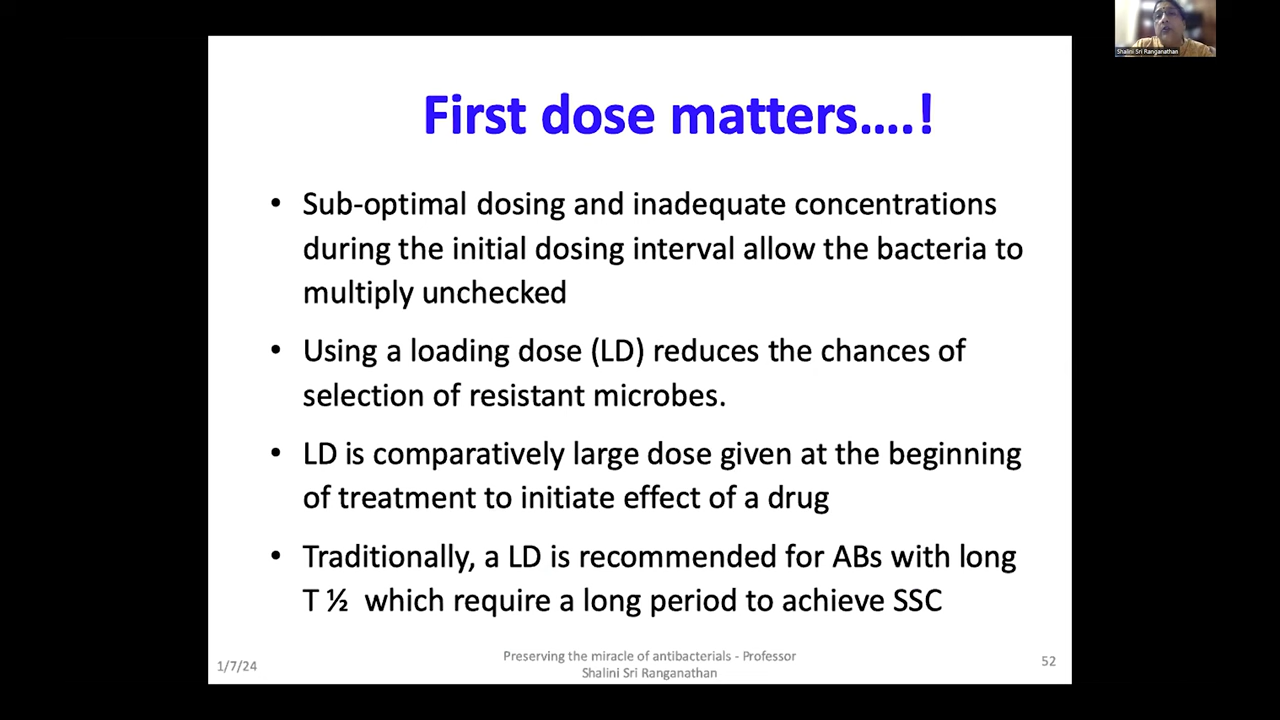 Shalini Sri Ranganathan
First dose matters....!
• Sub-optimal dosing and inadequate concentrations
during the initial dosing interval allow the bacteria to
multiply unchecked
• Using a loading dose (LD) reduces the chances of
selection of resistant microbes.
• LD is comparatively large dose given at the beginning
of treatment to initiate effect of a drug
• Traditionally, a LD is recommended for ABs with long
T ½ which require a long period to achieve SSC
1/7/24
Preserving the miracle of antibacterials - Professor
Shalini Sri Ranganathan
52